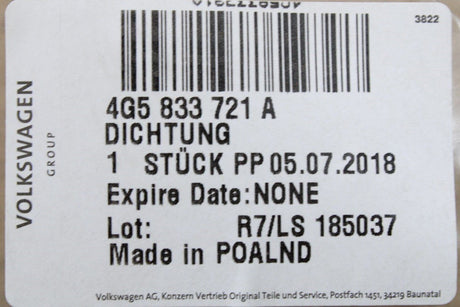 3822
VOLKSWAGEN
GROUP
4G5 833 721 A
DICHTUNG
1 STÜCK PP 05.07.2018
Expire Date:NONE
Lot: R7/LS 185037
Made in POALND
Volkswagen AG, Konzern Vertrieb Original Teile und Service, Postfach 1451, 34219 Baunatal